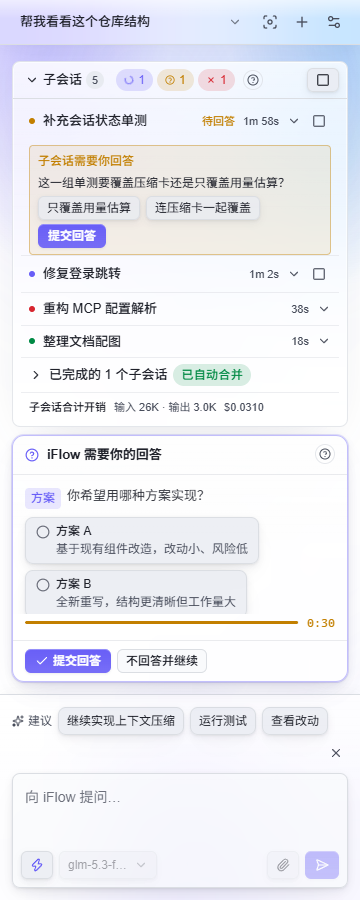 帮我看看这个仓库结构
子会话 5 1 1 1
补充会话状态单测 待回答 1m 58s
子会话需要你回答
这一组单测要覆盖压缩卡还是只覆盖用量估算?
只覆盖用量估算 连压缩卡一起覆盖
提交回答
修复登录跳转 1m 2s
重构 MCP 配置解析 38s
整理文档配图 18s
已完成的 1 个子会话 已自动合并
子会话合计开销 输入 26K · 输出 3.0K $0.0310
iFlow 需要你的回答
方案 你希望用哪种方案实现?
方案 A
基于现有组件改造，改动小、风险低
方案 B
全新重写，结构更清晰但工作量大
0:30
提交回答 不回答并继续
建议 继续实现上下文压缩 运行测试 查看改动
向 iFlow 提问...
glm-5.3-f...